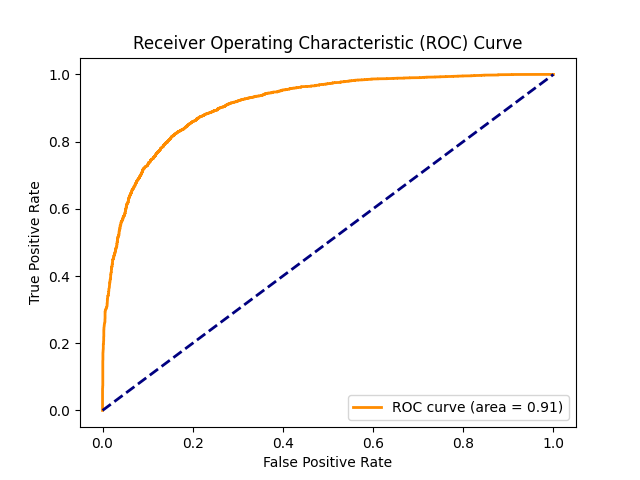 Receiver Operating Characteristic (ROC) Curve
1.0
0.8
0.6
0.4
0.2
0.0
True Positive Rate
ROC curve (area = 0.91)
0.0 0.2 0.4 0.6 0.8 1.0
False Positive Rate